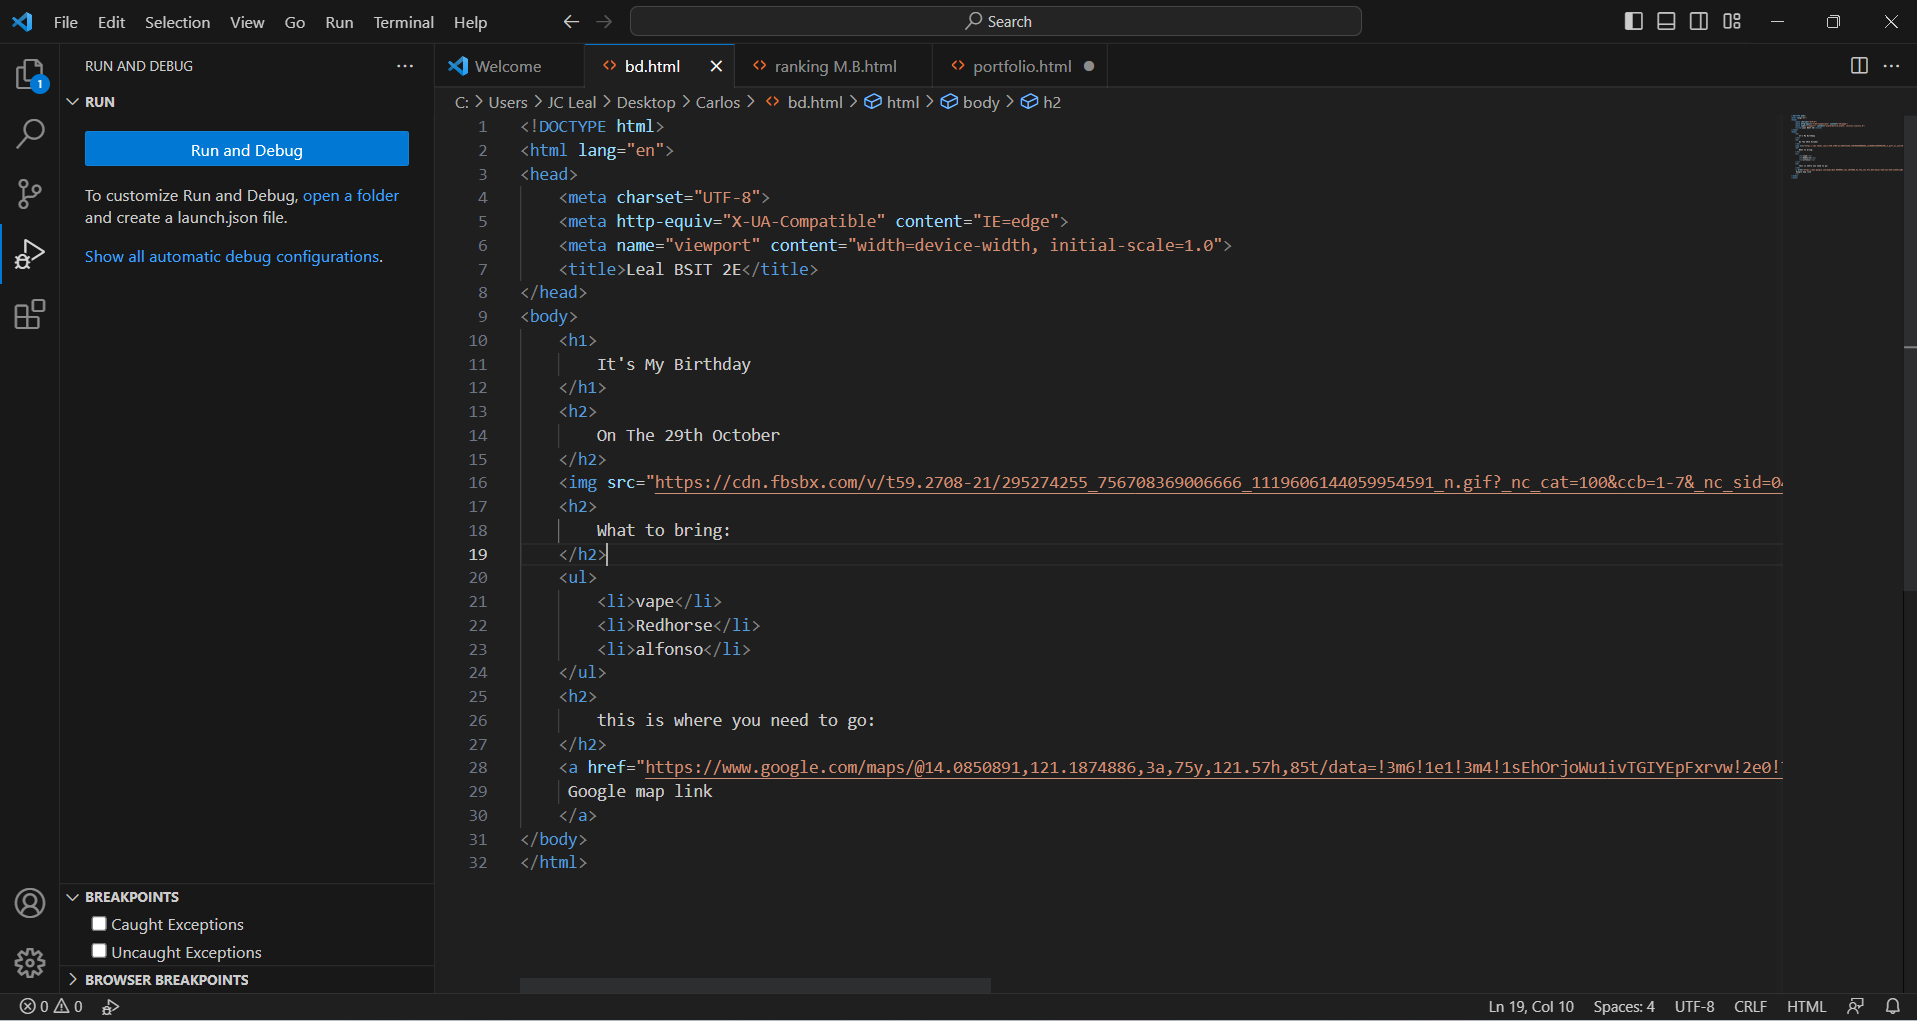 File Edit Selection View Go Run Terminal Help
Search
RUN AND DEBUG
Welcome
bd.html
ranking M.B.html
portfolio.html
1
RUN
C: > Users > JC Leal > Desktop > Carlos > bd.html > html > body > h2
Run and Debug
To customize Run and Debug, open a folder
and create a launch.json file.
Show all automatic debug configurations.
1 <!DOCTYPE html>
2 <html lang="en">
3 <head>
4 <meta charset="UTF-8">
5 <meta http-equiv="X-UA-Compatible" content="IE=edge">
6 <meta name="viewport" content="width=device-width, initial-scale=1.0">
7 <title>Leal BSIT 2E</title>
8 </head>
9 <body>
10 <h1>
11 It's My Birthday
12 </h1>
13 <h2>
14 On The 29th October
15 </h2>
16 <img src="https://cdn.fbsbx.com/v/t59.2708-21/295274255_756708369006666_1119606144059954591_n.gif?_nc_cat=100&ccb=1-7&_nc_sid=04
17 <h2>
18 What to bring:
19 </h2>
20 <ul>
21 <li>vape</li>
22 <li>Redhorse</li>
23 <li>alfonso</li>
24 </ul>
25 <h2>
26 this is where you need to go:
27 </h2>
28 <a href="https://www.google.com/maps/@14.0850891,121.1874886,3a,75y,121.57h,85t/data=!3m6!1e1!3m4!1sEhOrjoWu1ivTGIYEpFxrvw!2e0!
29 Google map link
30 </a>
31 </body>
32 </html>
BREAKPOINTS
Caught Exceptions
Uncaught Exceptions
BROWSER BREAKPOINTS
0 0
Ln 19, Col 10 Spaces: 4 UTF-8 CRLF HTML